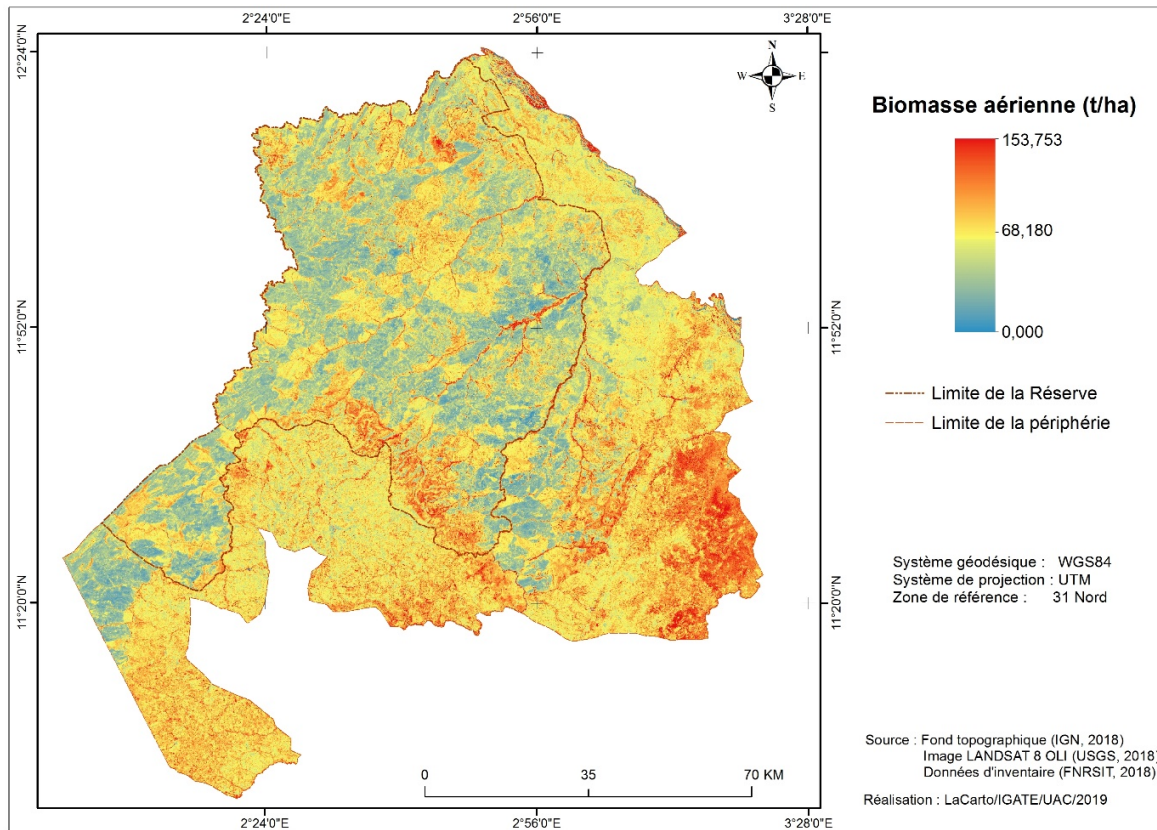 2°24'0"E 2°56'0"E 3°28'0"E
12°24'0"N
N
W E
S
Biomasse aérienne (t/ha)
153,753
68,180
0,000
11°52'0"N 11°52'0"N
Limite de la Réserve
Limite de la périphérie
Système géodésique : WGS84
Système de projection : UTM
Zone de référence : 31 Nord
11°20'0"N 11°20'0"N
Source : Fond topographique (IGN, 2018)
Image LANDSAT 8 OLI (USGS, 2018)
Données d'inventaire (FNRSIT, 2018)
0 35 70 KM
Réalisation : LaCarto/IGATE/UAC/2019
2°24'0"E 2°56'0"E 3°28'0"E